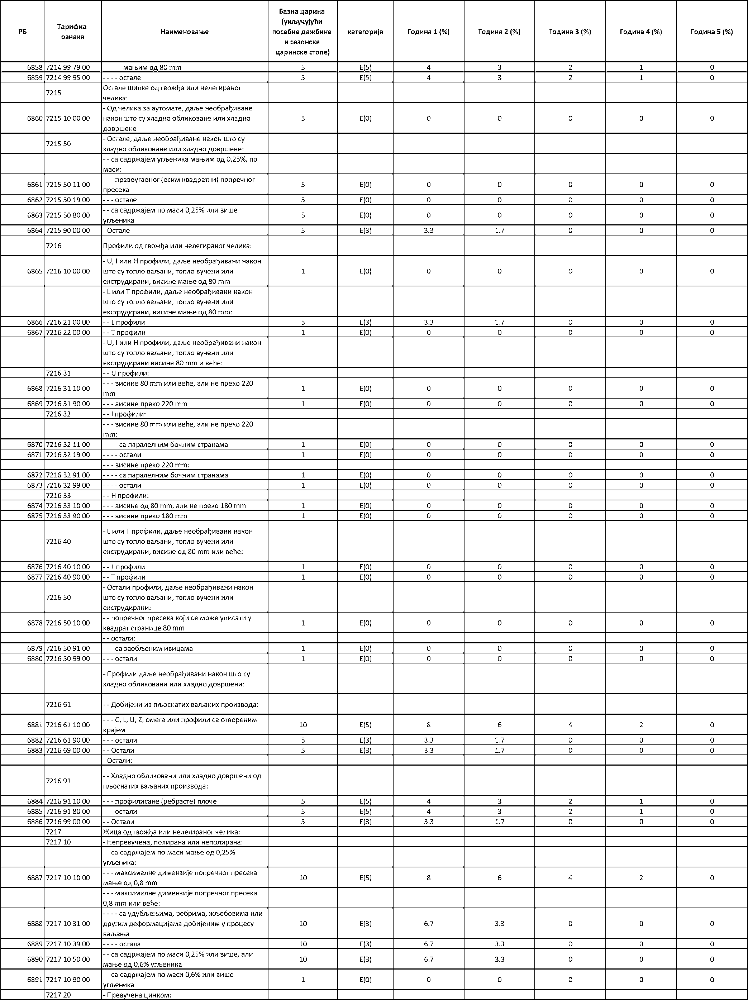 РБ Тарифна ознака Наименовање Базна царина (укључујући посебне дажбине и сезонске царинске стопе) категорија Година 1 (%) Година 2 (%) Година 3 (%) Година 4 (%) Година 5 (%)
6858 7214 99 79 00 - - - - - мањим од 80 mm 5 E(5) 4 3 2 1 0
6859 7214 99 95 00 - - - - остале 5 E(5) 4 3 2 1 0
7215 Остале шипке од гвожђа или нелегираног
челика:
- Од челика за аутомате, даље необрађиване
6860 7215 10 00 00 након што су хладно обликоване или хладно 5 E(0) 0 0 0 0 0
довршене
7215 50 - Остале, даље необрађиване након што су
хладно обликоване или хладно довршене:
- - са садржајем угљеника мањим од 0,25%, по
маси:
6861 7215 50 11 00 - - - правоугаоног (осим квадратни) попречног 5 E(0) 0 0 0 0 0
пресека
6862 7215 50 19 00 - - - остале 5 E(0) 0 0 0 0 0
6863 7215 50 80 00 - - са садржајем по маси 0,25% или више 5 E(0) 0 0 0 0 0
угљеника
6864 7215 90 00 00 - Остале 5 E(3) 3.3 1.7 0 0 0
7216 Профили од гвожђа или нелегираног челика:
- U, I или H профили, даље необрађивани након
6865 7216 10 00 00 што су топло ваљани, топло вучени или 1 E(0) 0 0 0 0 0
екструдирани, висине мање од 80 mm
- L или T профили, даље необрађивани након
што су топло ваљани, топло вучени или
екструдирани, висине мање од 80 mm:
6866 7216 21 00 00 - - L профили 5 E(3) 3.3 1.7 0 0 0
6867 7216 22 00 00 - - T профили 1 E(0) 0 0 0 0 0
- U, I или H профили, даље необрађивани након
што су топло ваљани, топло вучени или
екструдирани висине 80 mm и веће:
7216 31 - - U профили:
6868 7216 31 10 00 - - - висине 80 mm или веће, али не преко 220 1 E(0) 0 0 0 0 0
mm
6869 7216 31 90 00 - - - висине преко 220 mm 1 E(0) 0 0 0 0 0
7216 32 - - I профили:
- - - висине 80 mm или веће, али не преко 220
mm:
6870 7216 32 11 00 - - - - са паралелним бочним странама 1 E(0) 0 0 0 0 0
6871 7216 32 19 00 - - - - остали 1 E(0) 0 0 0 0 0
- - - висине преко 220 mm:
6872 7216 32 91 00 - - - - са паралелним бочним странама 1 E(0) 0 0 0 0 0
6873 7216 32 99 00 - - - - остали 1 E(0) 0 0 0 0 0
7216 33 - - H профили:
6874 7216 33 10 00 - - - висине од 80 mm, али не преко 180 mm 1 E(0) 0 0 0 0 0
6875 7216 33 90 00 - - - висине преко 180 mm 1 E(0) 0 0 0 0 0
- L или T профили, даље необрађивани након
7216 40 што су топло ваљани, топло вучени или
екструдирани, висине од 80 mm или веће:
6876 7216 40 10 00 - - L профили 1 E(0) 0 0 0 0 0
6877 7216 40 90 00 - - T профили 1 E(0) 0 0 0 0 0
- Остали профили, даље необрађивани након
7216 50 што су топло ваљани, топло вучени или
екструдирани:
6878 7216 50 10 00 - - попречног пресека који се може уписати у 1 E(0) 0 0 0 0 0
квадрат странице 80 mm
- - остали:
6879 7216 50 91 00 - - - са заобљеним ивицама 1 E(0) 0 0 0 0 0
6880 7216 50 99 00 - - - остали 1 E(0) 0 0 0 0 0
- Профили даље необрађивани након што су
хладно обликовани или хладно довршени:
7216 61 - - Добијени из пљоснатих ваљаних производа:
6881 7216 61 10 00 - - - C, L, U, Z, омега или профили са отвореним 10 E(5) 8 6 4 2 0
крајем
6882 7216 61 90 00 - - - остали 5 E(3) 3.3 1.7 0 0 0
6883 7216 69 00 00 - - Остали 5 E(3) 3.3 1.7 0 0 0
- Остали:
7216 91 - - Хладно обликовани или хладно довршени од
пљоснатих ваљаних производа:
6884 7216 91 10 00 - - - профилисане (ребрасте) плоче 5 E(5) 4 3 2 1 0
6885 7216 91 80 00 - - - остали 5 E(5) 4 3 2 1 0
6886 7216 99 00 00 - - Остали 5 E(3) 3.3 1.7 0 0 0
7217 Жица од гвожђа или нелегираног челика:
7217 10 - Непревучена, полирана или неполирана:
- - са садржајем по маси мање од 0,25%
угљеника:
6887 7217 10 10 00 - - - максималне димензије попречног пресека 10 E(5) 8 6 4 2 0
мање од 0,8 mm
- - - максималне димензије попречног пресека
0,8 mm или веће:
- - - - са удубљењима, ребрима, жљебовима или
6888 7217 10 31 00 другим деформацијама добијеним у процесу 10 E(3) 6.7 3.3 0 0 0
ваљања
6889 7217 10 39 00 - - - - остала 10 E(3) 6.7 3.3 0 0 0
6890 7217 10 50 00 - - са садржајем по маси 0,25% или више, али 10 E(3) 6.7 3.3 0 0 0
мање од 0,6% угљеника
6891 7217 10 90 00 - - са садржајем по маси 0,6% или више 1 E(0) 0 0 0 0 0
угљеника
7217 20 - Превучена цинком: